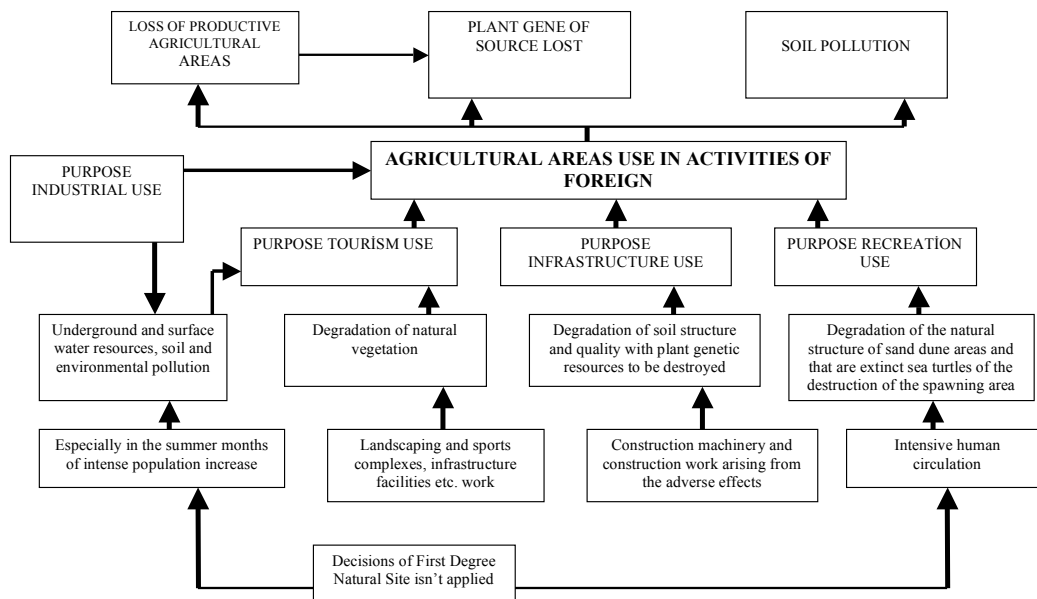 LOSS OF PRODUCTIVE
AGRICULTURAL
AREAS
PLANT GENE OF
SOURCE LOST
SOIL POLLUTION
PURPOSE
INDUSTRIAL USE
AGRICULTURAL AREAS USE IN ACTIVITIES OF
FOREIGN
PURPOSE TOURİSM USE
PURPOSE
INFRASTRUCTURE USE
PURPOSE RECREATİON
USE
Underground and surface
water resources, soil and
environmental pollution
Degradation of natural
vegetation
Degradation of soil structure
and quality with plant genetic
resources to be destroyed
Degradation of the natural
structure of sand dune areas and
that are extinct sea turtles of the
destruction of the spawning area
Especially in the summer months
of intense population increase
Landscaping and sports
complexes, infrastructure
facilities etc. work
Construction machinery and
construction work arising from
the adverse effects
Intensive human
circulation
Decisions of First Degree
Natural Site isn’t applied